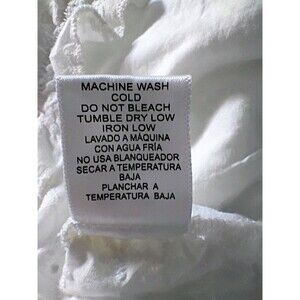 MACHINE WASH
COLD
DO NOT BLEACH
TUMBLE DRY LOW
IRON LOW
LAVADO A MÁQUINA
CON AGUA FRÍA
NO USA BLANQUEADOR
SECAR A TEMPERATURA
BAJA
PLANCHAR A
TEMPERATURA BAJA